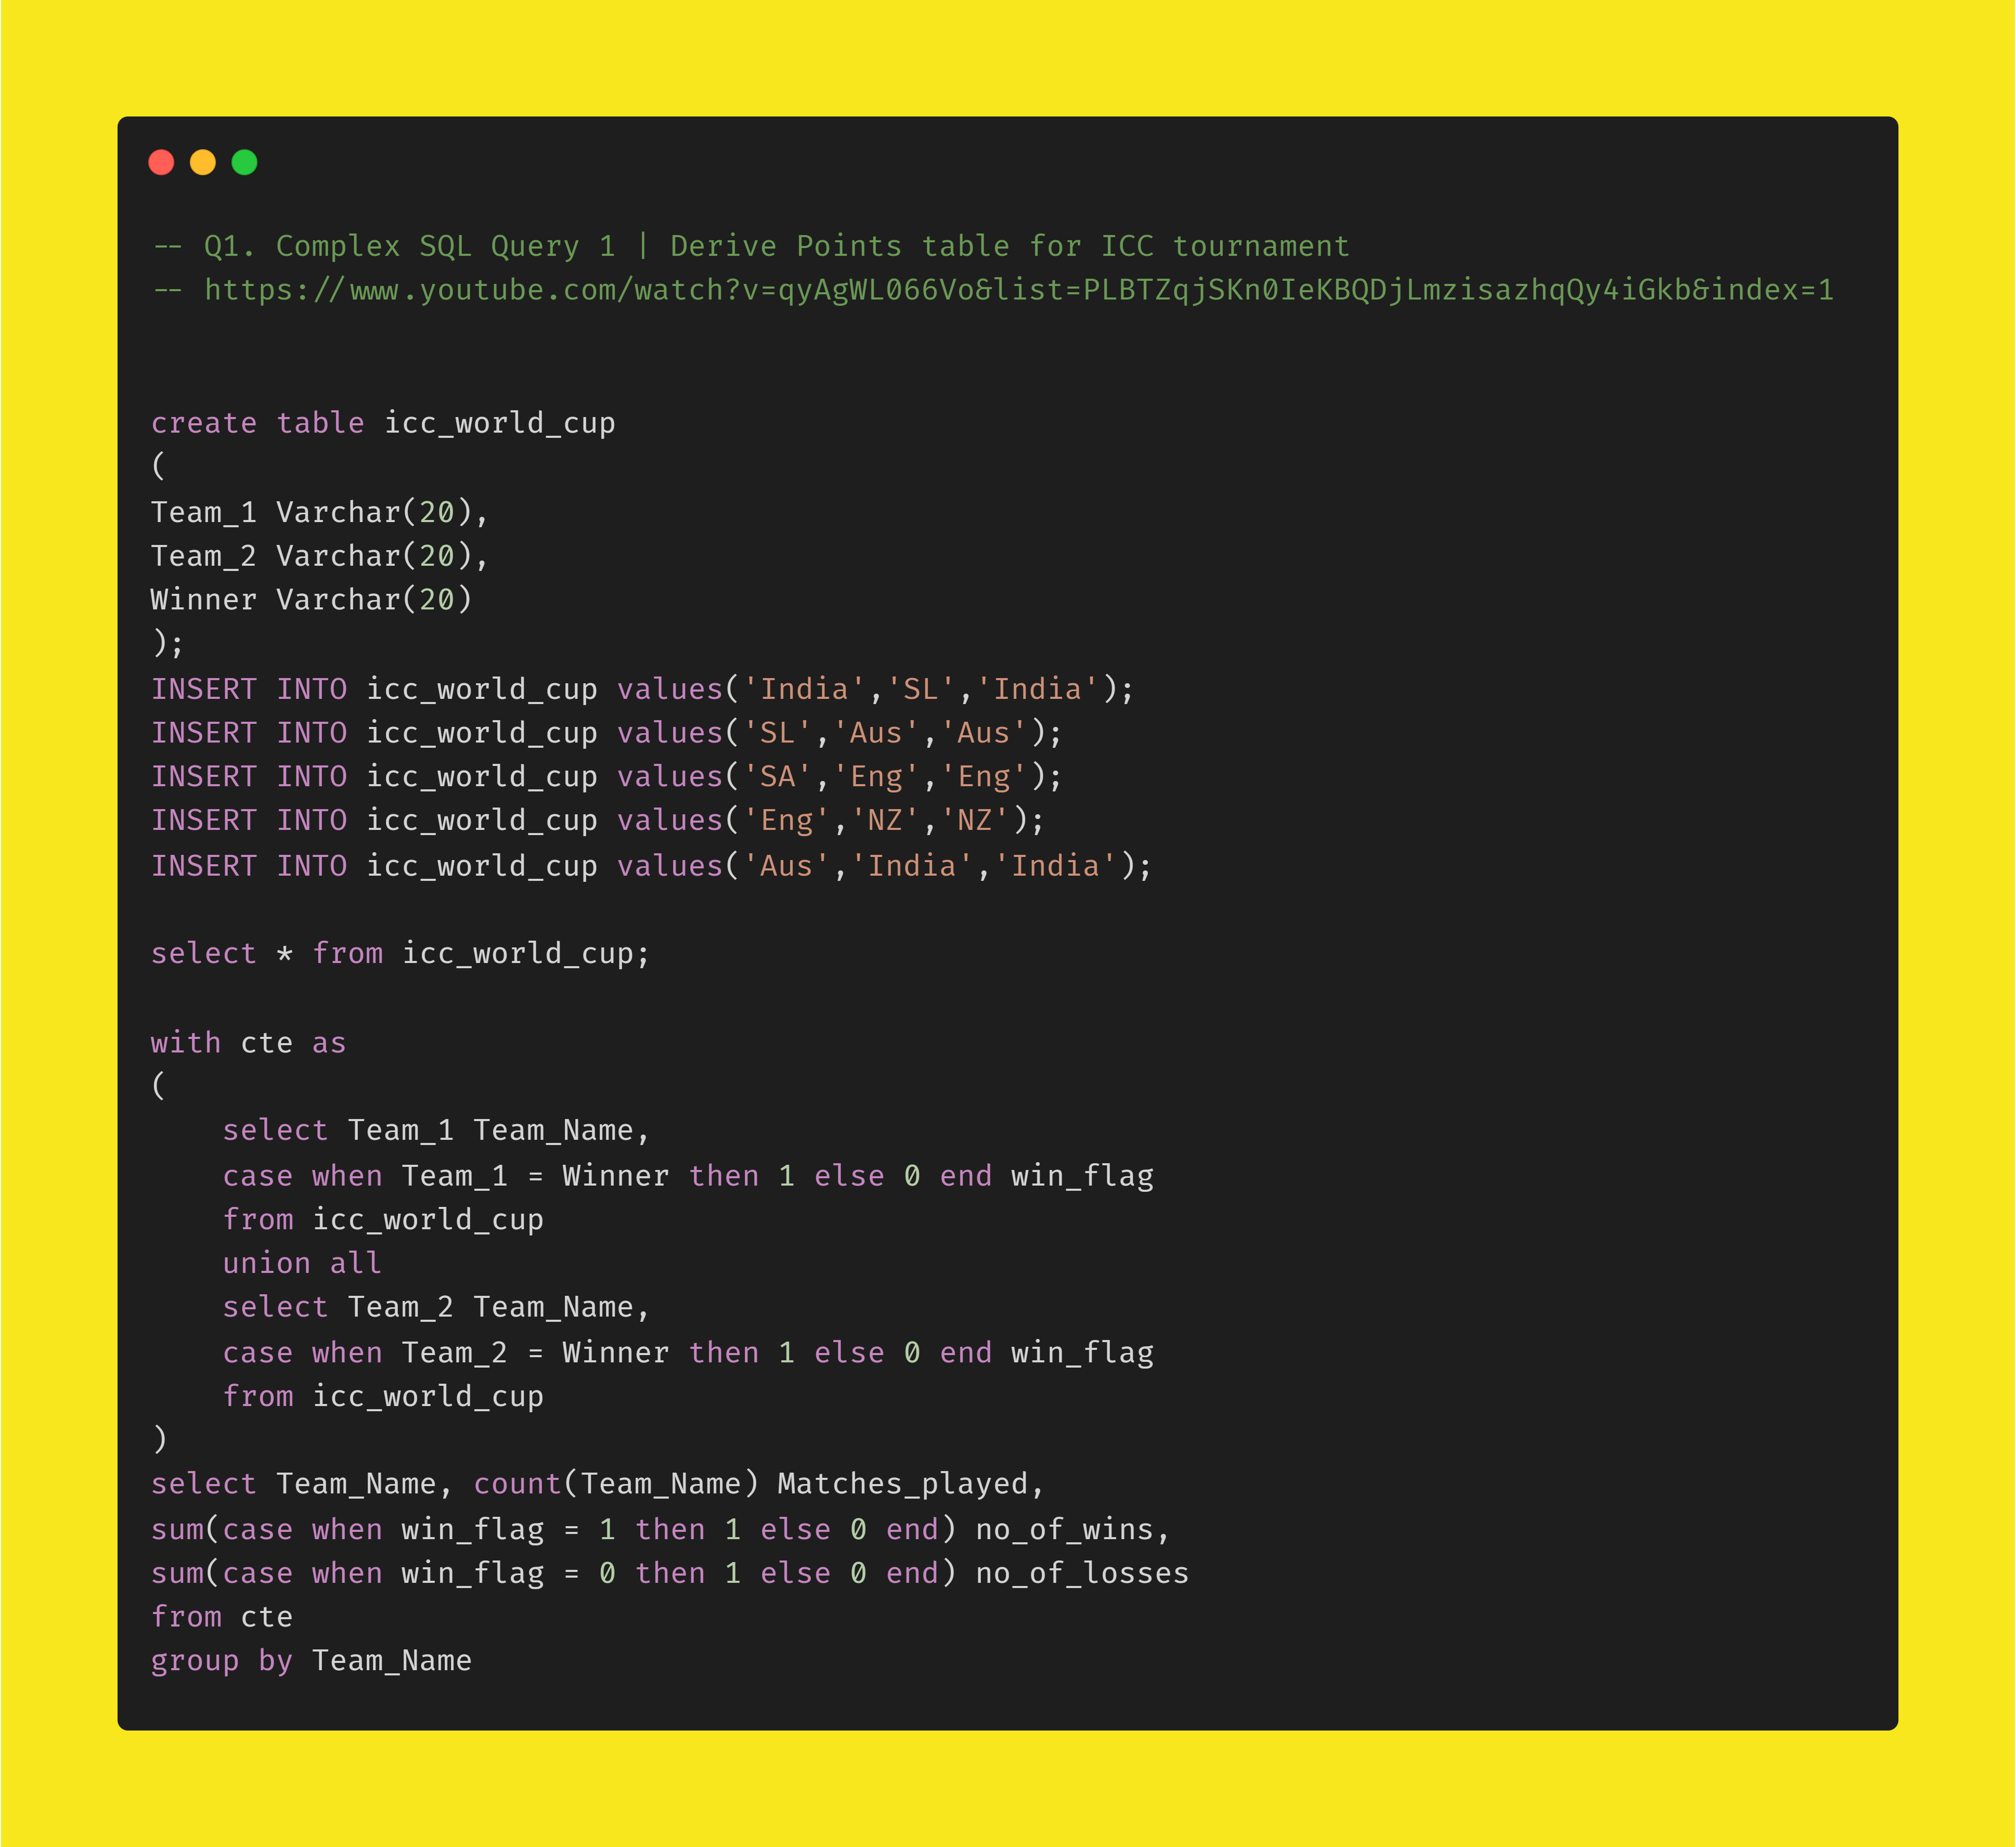 -- Q1. Complex SQL Query 1 | Derive Points table for ICC tournament
-- https://www.youtube.com/watch?v=qyAgWL066Vo&list=PLBTZqjSKn0IeKBQDjLmzisazhqQy4iGkb&index=1
create table icc_world_cup
(
Team_1 Varchar(20),
Team_2 Varchar(20),
Winner Varchar(20)
);
INSERT INTO icc_world_cup values('India','SL','India');
INSERT INTO icc_world_cup values('SL','Aus','Aus');
INSERT INTO icc_world_cup values('SA','Eng','Eng');
INSERT INTO icc_world_cup values('Eng','NZ','NZ');
INSERT INTO icc_world_cup values('Aus','India','India');
select * from icc_world_cup;
with cte as
(
    select Team_1 Team_Name,
    case when Team_1 = Winner then 1 else 0 end win_flag
    from icc_world_cup
    union all
    select Team_2 Team_Name,
    case when Team_2 = Winner then 1 else 0 end win_flag
    from icc_world_cup
)
select Team_Name, count(Team_Name) Matches_played,
sum(case when win_flag = 1 then 1 else 0 end) no_of_wins,
sum(case when win_flag = 0 then 1 else 0 end) no_of_losses
from cte
group by Team_Name